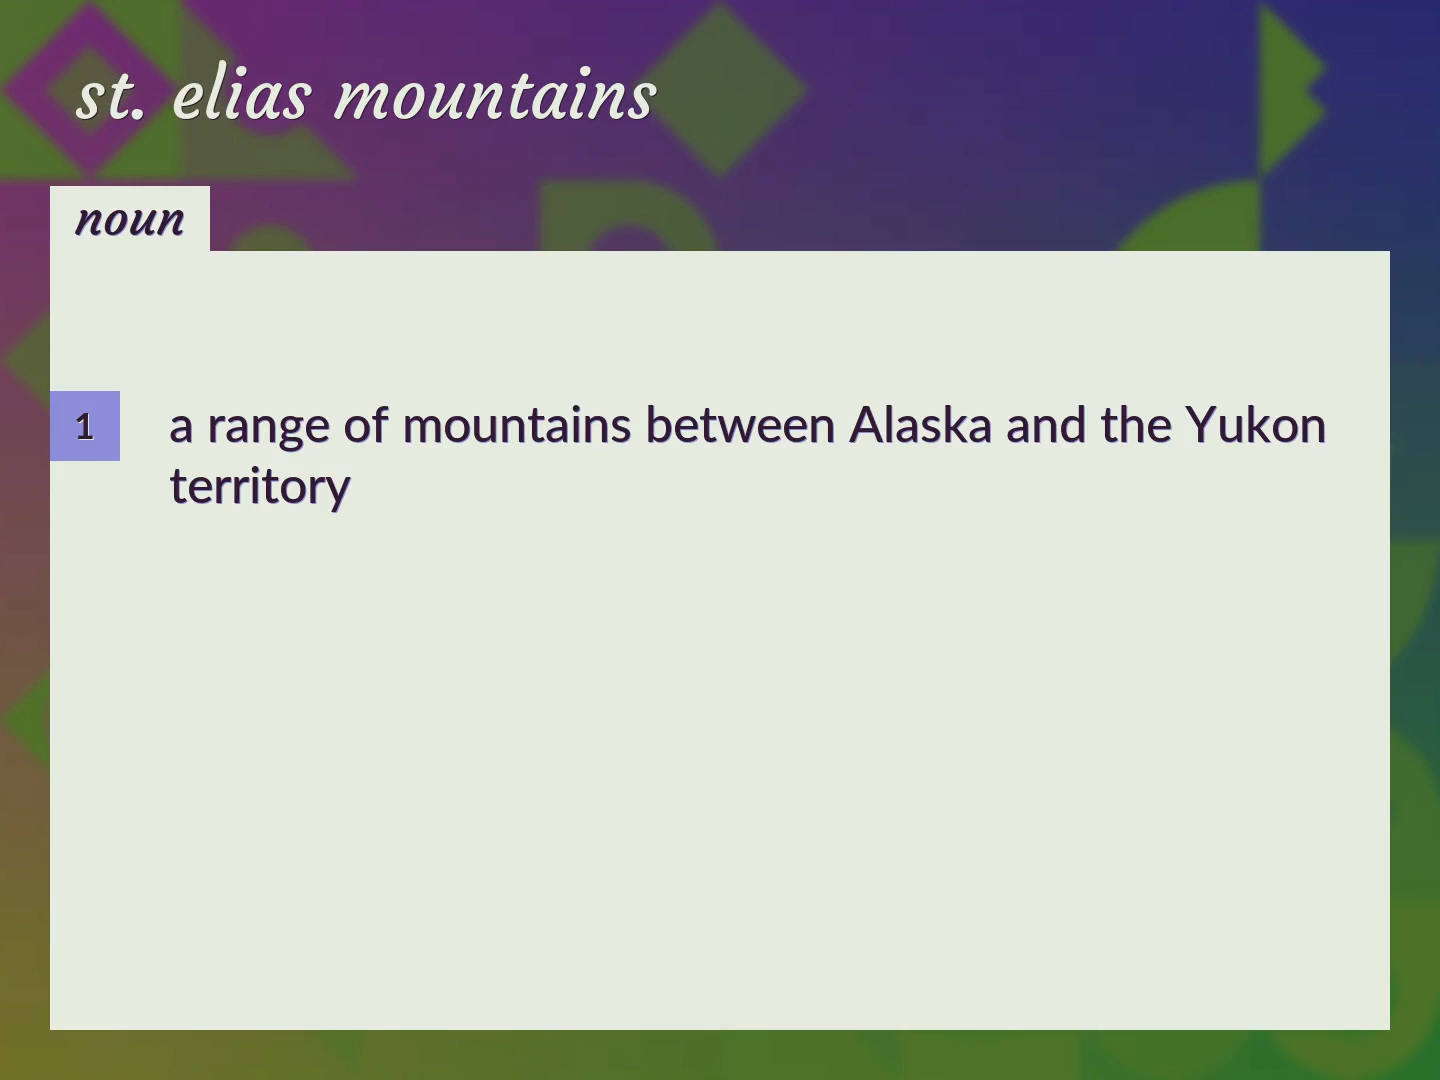 st. elias mountains
noun
1
a range of mountains between Alaska and the Yukon
territory